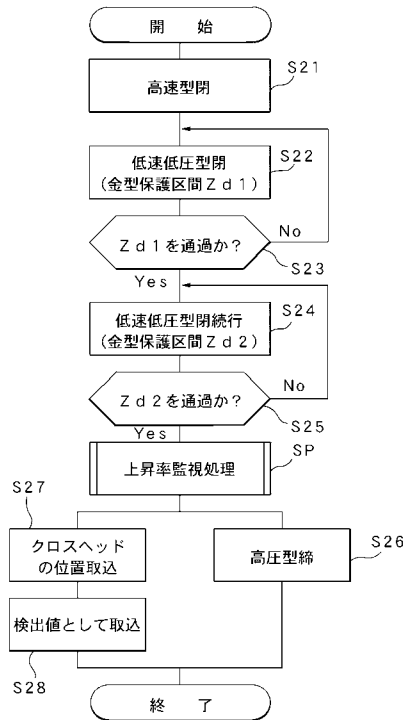 開　始
S21
高速型閉
S22
低速低圧型閉
（金型保護区間Ｚｄ１）
No
Ｚｄ１を通過か？
S23
Yes
S24
低速低圧型閉続行
（金型保護区間Ｚｄ２）
No
Ｚｄ２を通過か？
S25
Yes
SP
上昇率監視処理
S27
クロスヘッド
の位置取込
高圧型締
S26
検出値として取込
S28
終　了